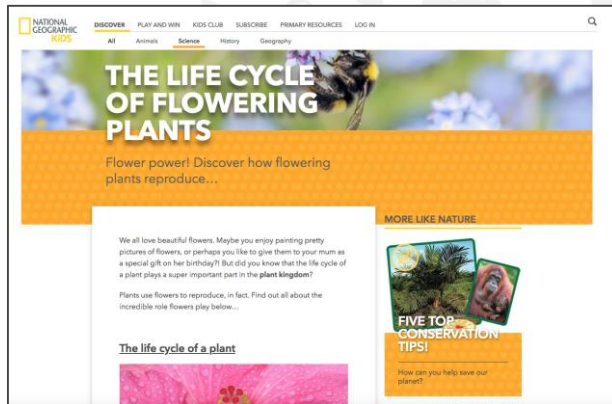 NATIONAL
GEOGRAPHIC
KiDS
DISCOVER PLAY AND WIN KIDS CLUB SUBSCRIBE PRIMARY RESOURCES LOG IN
All Animals Science History Geography
THE LIFE CYCLE
OF FLOWERING
PLANTS
Flower power! Discover how flowering
plants reproduce…
We all love beautiful flowers. Maybe you enjoy painting pretty
pictures of flowers, or perhaps you like to give them to your mum as
a special gift on her birthday?! But did you know that the life cycle of
a plant plays a super important part in the plant kingdom?
Plants use flowers to reproduce, in fact. Find out all about the
incredible role flowers play below…
The life cycle of a plant
MORE LIKE NATURE
FIVE TOP
CONSERVATION
TIPS!
How can you help save our
planet?